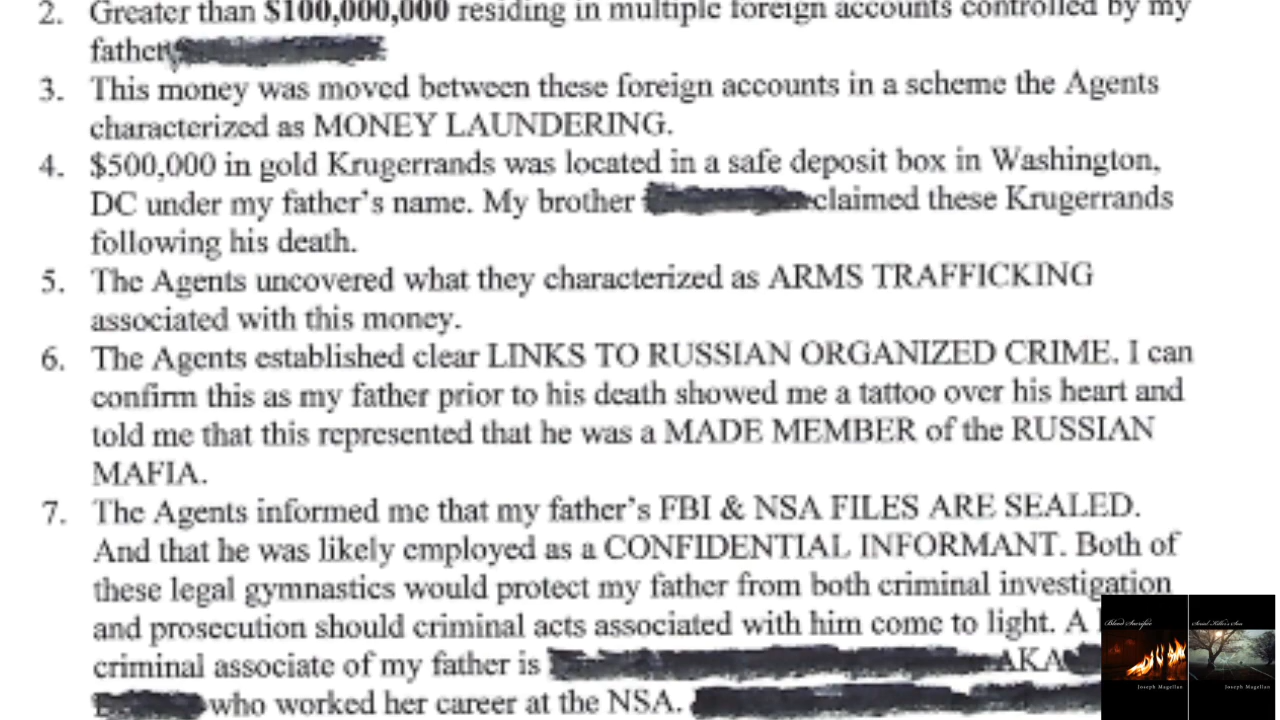 2. Greater than $100,000,000 residing in multiple foreign accounts controlled by my
father
3. This money was moved between these foreign accounts in a scheme the Agents
characterized as MONEY LAUNDERING.
4. $500,000 in gold Krugerrands was located in a safe deposit box in Washington,
DC under my father's name. My brother claimed these Krugerrands
following his death.
5. The Agents uncovered what they characterized as ARMS TRAFFICKING
associated with this money.
6. The Agents established clear LINKS TO RUSSIAN ORGANIZED CRIME. I can
confirm this as my father prior to his death showed me a tattoo over his heart and
told me that this represented that he was a MADE MEMBER of the RUSSIAN
MAFIA.
7. The Agents informed me that my father's FBI & NSA FILES ARE SEALED.
And that he was likely employed as a CONFIDENTIAL INFORMANT. Both of
these legal gymnastics would protect my father from both criminal investigation
and prosecution should criminal acts associated with him come to light. A
criminal associate of my father is AKA
who worked her career at the NSA.
Blood Sacrifice
Joseph Magellan
Serial Killer's Son
Joseph Magellan